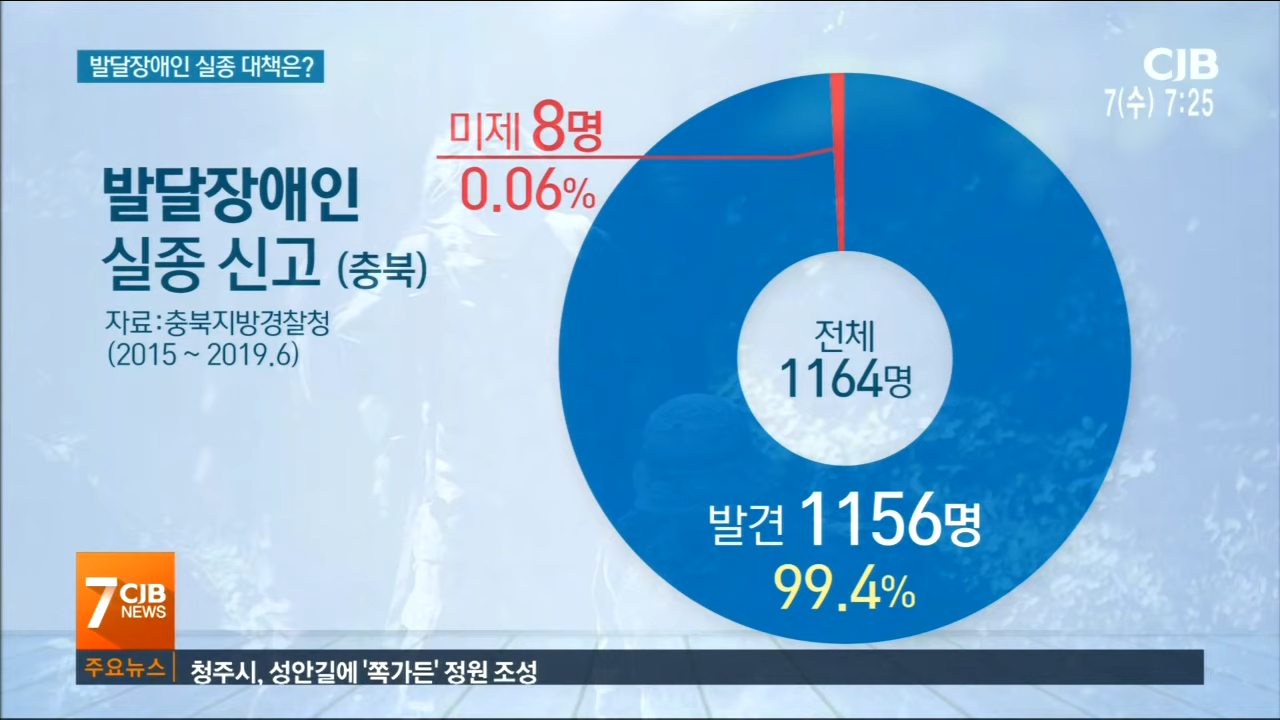 발달장애인 실종 대책은?
CJB
7(수) 7:25
미제 8명
0.06%
발달장애인
실종 신고 (충북)
자료:충북지방경찰청
(2015 ~ 2019.6)
전체
1164명
발견 1156명
99.4%
7 CJB
NEWS
주요뉴스
청주시, 성안길에 '쪽가든' 정원 조성